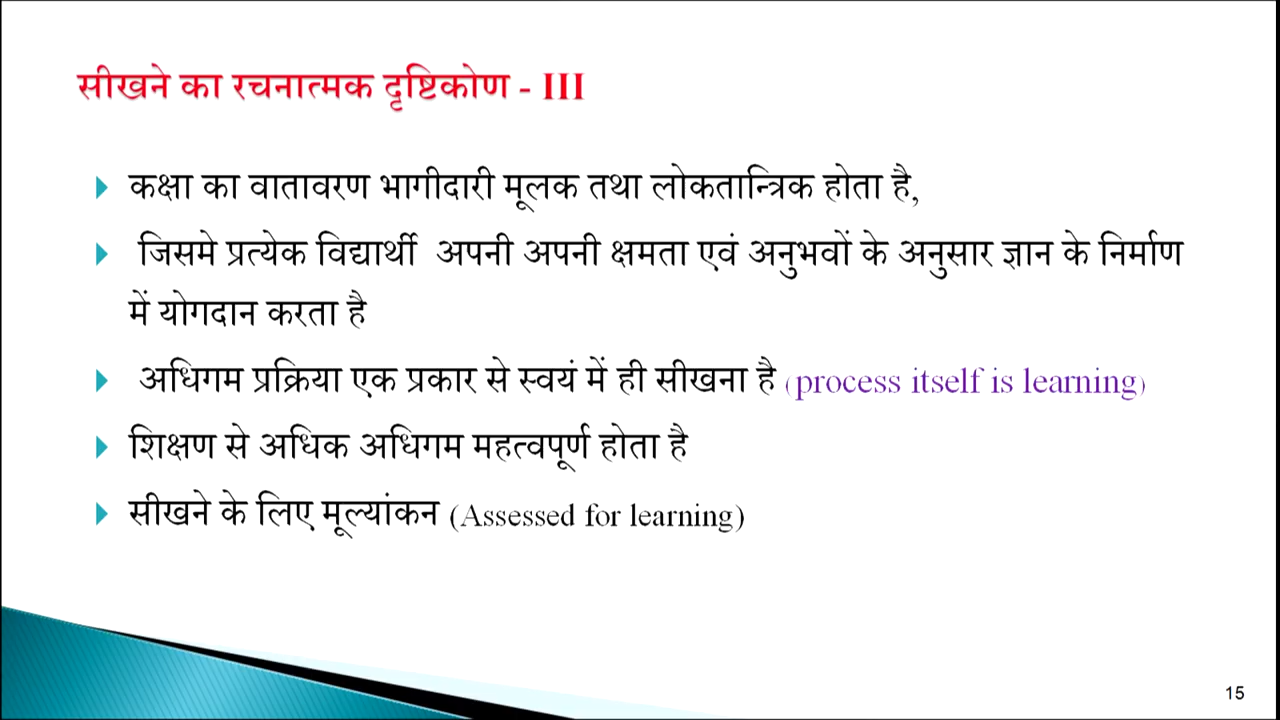 सीखने का रचनात्मक दृष्टिकोण - III
कक्षा का वातावरण भागीदारी मूलक तथा लोकतान्त्रिक होता है,
जिसमे प्रत्येक विद्यार्थी अपनी अपनी क्षमता एवं अनुभवों के अनुसार ज्ञान के निर्माण
में योगदान करता है
अधिगम प्रक्रिया एक प्रकार से स्वयं में ही सीखना है (process itself is learning)
शिक्षण से अधिक अधिगम महत्वपूर्ण होता है
सीखने के लिए मूल्यांकन (Assessed for learning)
15